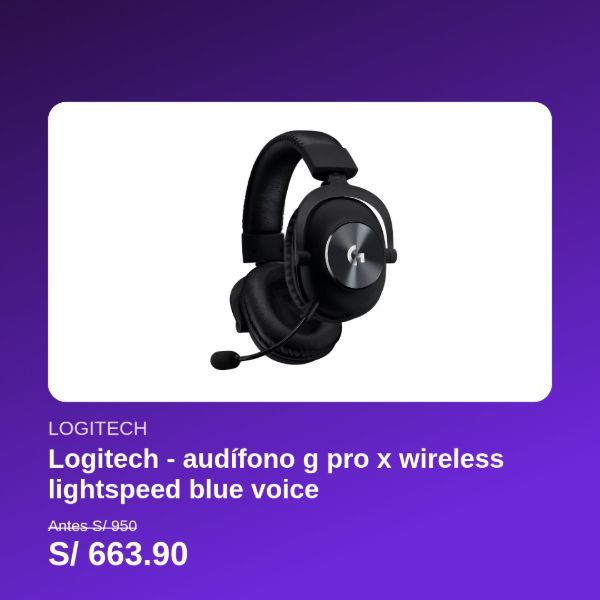 LOGITECH
Logitech - audífono g pro x wireless
lightspeed blue voice
Antes S/ 950
S/ 663.90